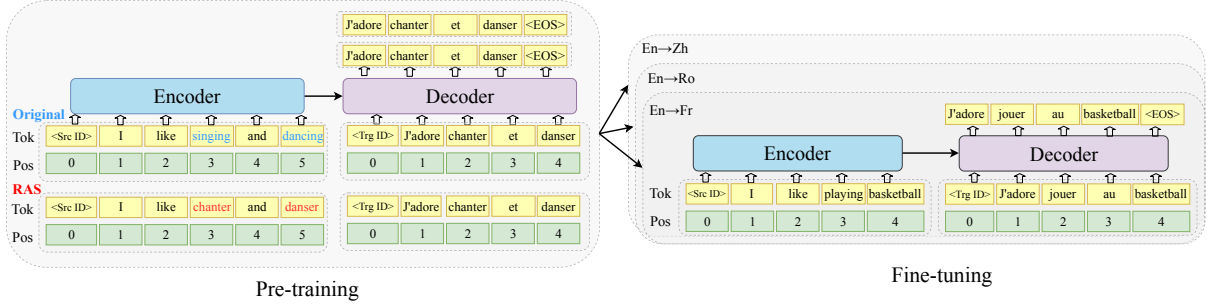 J'adore chanter et danser <EOS>
J'adore chanter et danser <EOS>
Encoder
Decoder
Original
Tok <Src ID> I like singing and dancing <Trg ID> J'adore chanter et danser
Pos 0 1 2 3 4 5 0 1 2 3 4
RAS
Tok <Src ID> I like chanter and danser <Trg ID> J'adore chanter et danser
Pos 0 1 2 3 4 5 0 1 2 3 4
Pre-training
En→Zh
En→Ro
En→Fr
J'adore jouer au basketball <EOS>
Encoder
Decoder
Tok <Src ID> I like playing basketball <Trg ID> J'adore jouer au basketball
Pos 0 1 2 3 4 0 1 2 3 4
Fine-tuning